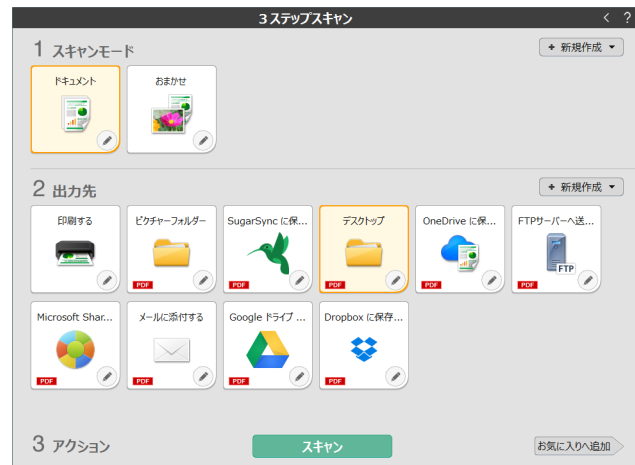 3ステップスキャン
< ?
1 スキャンモード
+ 新規作成
ドキュメント
おまかせ
2 出力先
+ 新規作成
印刷する
ピクチャーフォルダー
SugarSync に保...
デスクトップ
OneDrive に保...
FTPサーバーへ送...
PDF
PDF
PDF
PDF
FTP
PDF
Microsoft Shar...
メールに添付する
Google ドライブ ...
Dropbox に保存...
PDF
PDF
PDF
PDF
3 アクション
スキャン
お気に入りへ追加